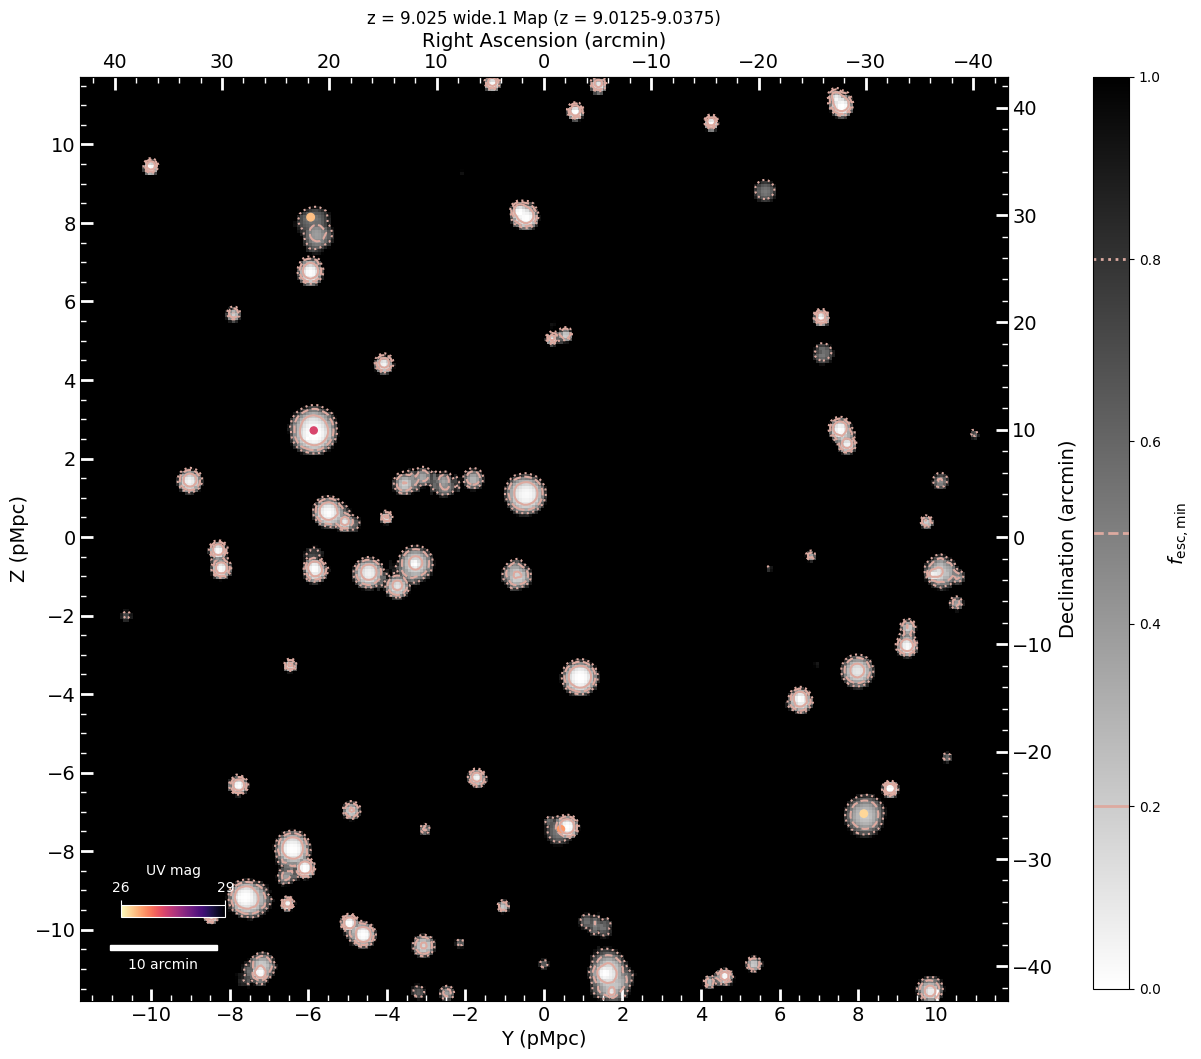 z = 9.025 wide.1 Map (z = 9.0125-9.0375)
Right Ascension (arcmin)
40 30 20 10 0 −10 −20 −30 −40
10
8
6
4
2
0
−2
−4
−6
−8
−10
Z (pMpc)
UV mag
26 29
10 arcmin
−10 −8 −6 −4 −2 0 2 4 6 8 10
Y (pMpc)
40
30
20
10
0
−10
−20
−30
−40
Declination (arcmin)
1.0
0.8
0.6
0.4
0.2
0.0
fesc,min